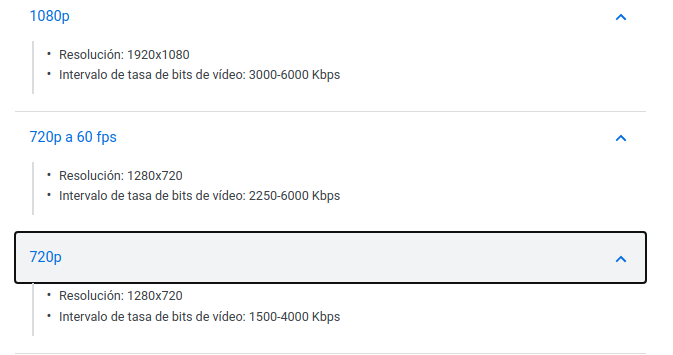 1080p
• Resolución: 1920x1080
• Intervalo de tasa de bits de vídeo: 3000-6000 Kbps
720p a 60 fps
• Resolución: 1280x720
• Intervalo de tasa de bits de vídeo: 2250-6000 Kbps
720p
• Resolución: 1280x720
• Intervalo de tasa de bits de vídeo: 1500-4000 Kbps